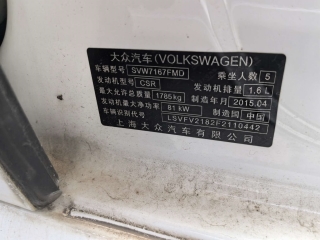 大众汽车(VOLKSWAGEN)
车辆型号 SVW7167FMD 乘坐人数 5
发动机型号 CSR 发动机排量 1.6 L
最大允许总质量 1785kg 制造年月 2015.04
发动机最大净功率 81 kW 制造国 中国
车辆识别代号 LSVFV2182F2110442
上海大众汽车有限公司